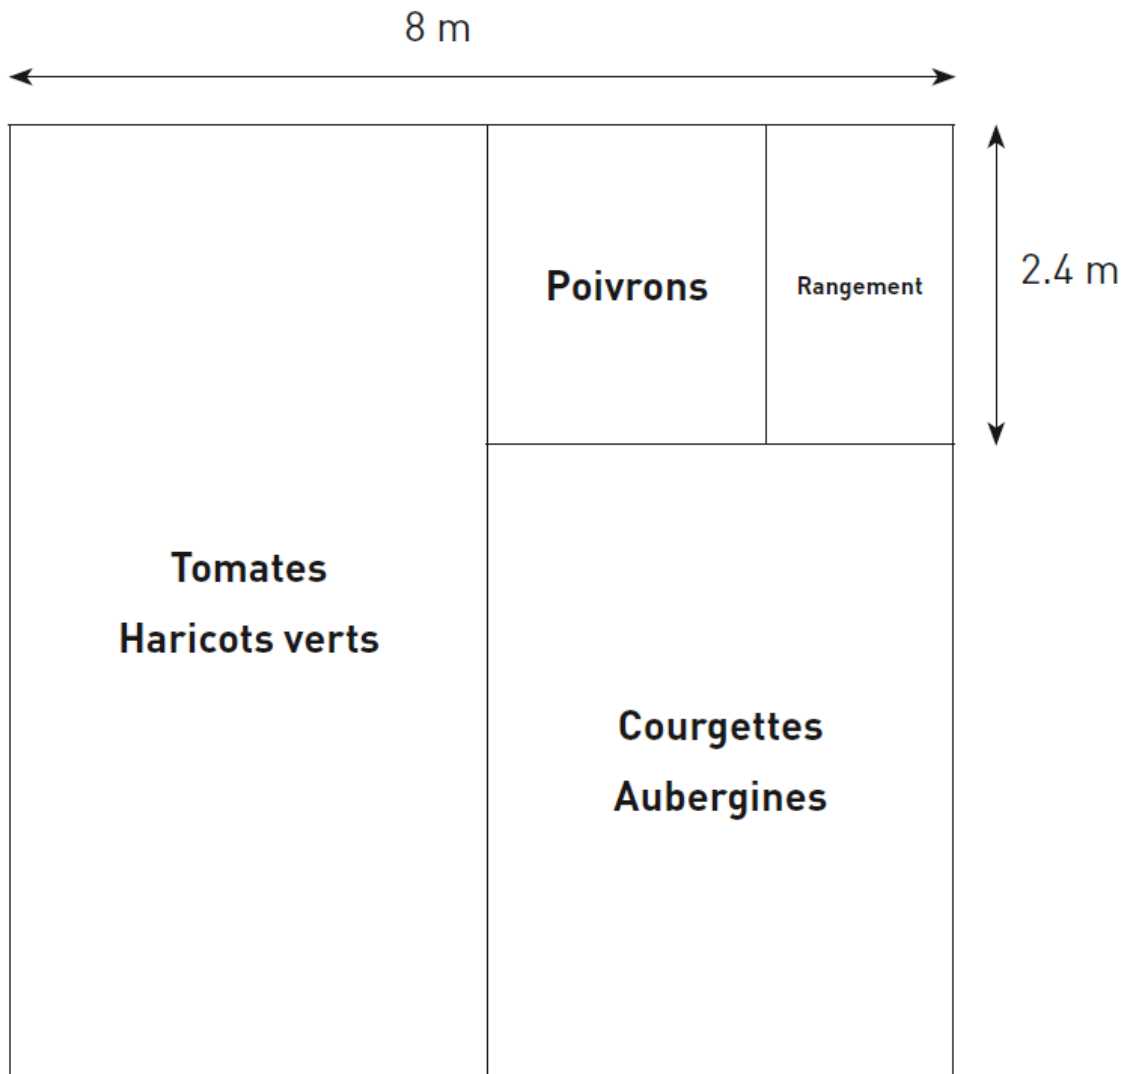 8 m
Poivrons
Rangement
2.4 m
Tomates
Haricots verts
Courgettes
Aubergines